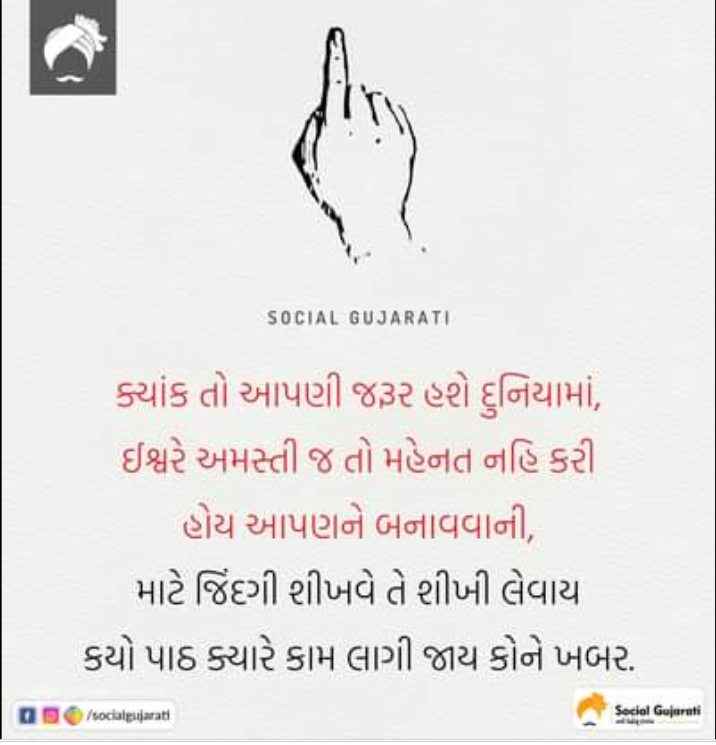 SOCIAL GUJARATI
ક્યાંક તો આપણી જરૂર હશે દુનિયામાં,
ઈશ્વરે અમસ્તી જ તો મહેનત નહિ કરી
હોય આપણને બનાવવાની,
માટે જિંદગી શીખવે તે શીખી લેવાય
કયો પાઠ ક્યારે કામ લાગી જાય કોને ખબર.
/socialgujarati
Social Gujarati